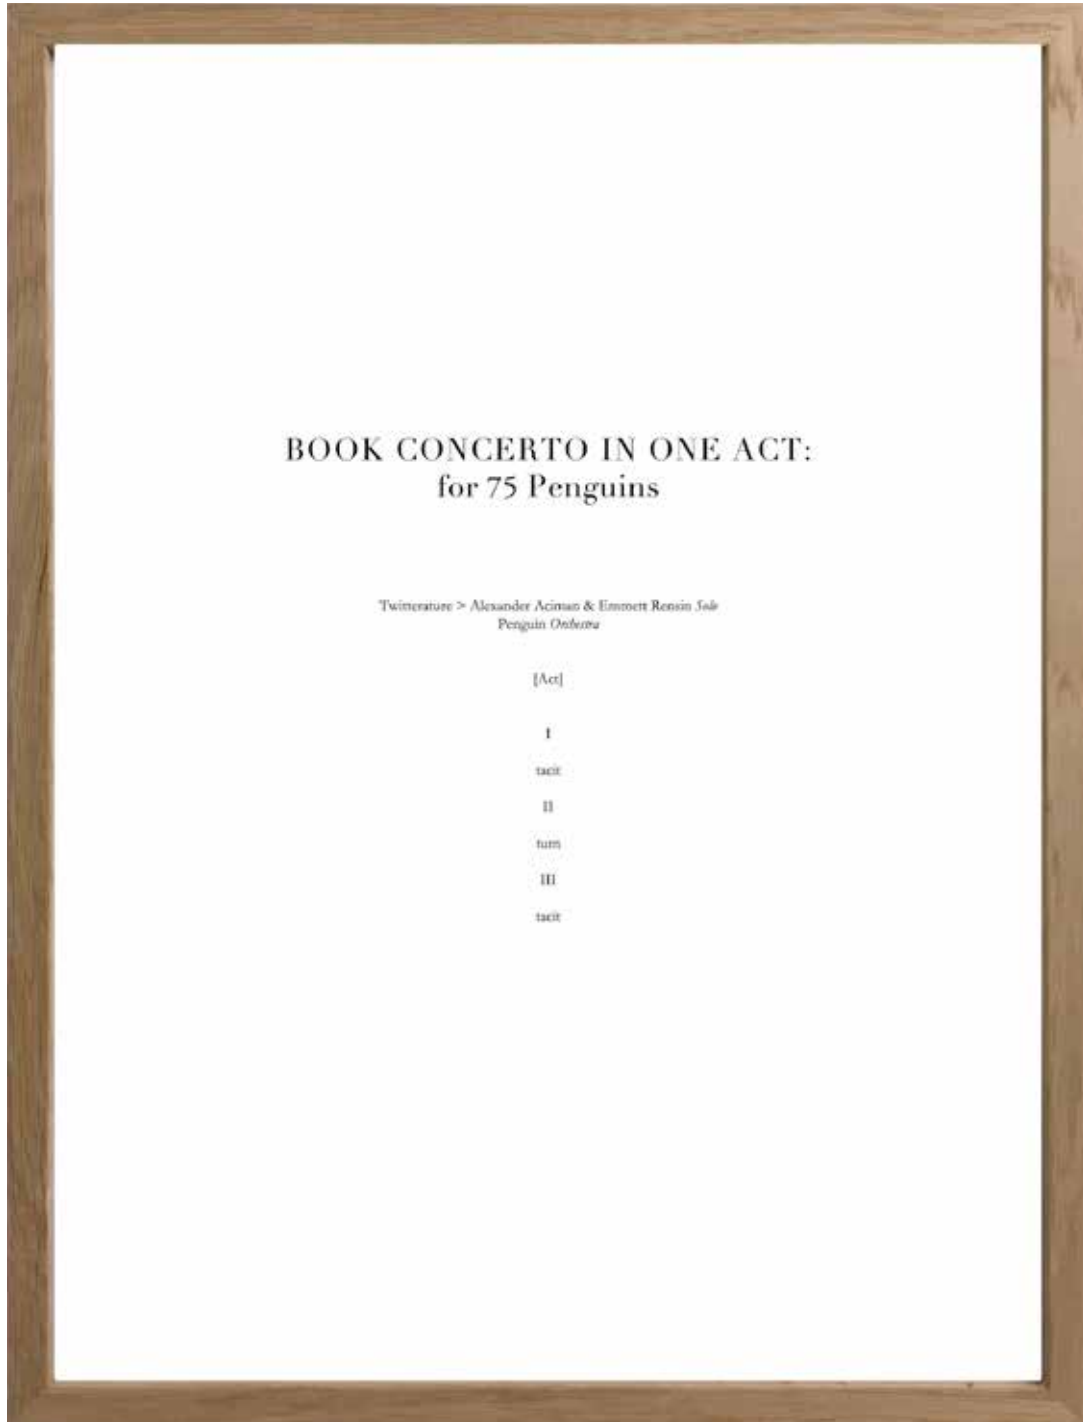 BOOK CONCERTO IN ONE ACT:
for 75 Penguins
Twitterature > Alexander Aciman & Emmett Rensin Solo
Penguin Orchestra
[Act]
I
tacit
II
turn
III
tacit